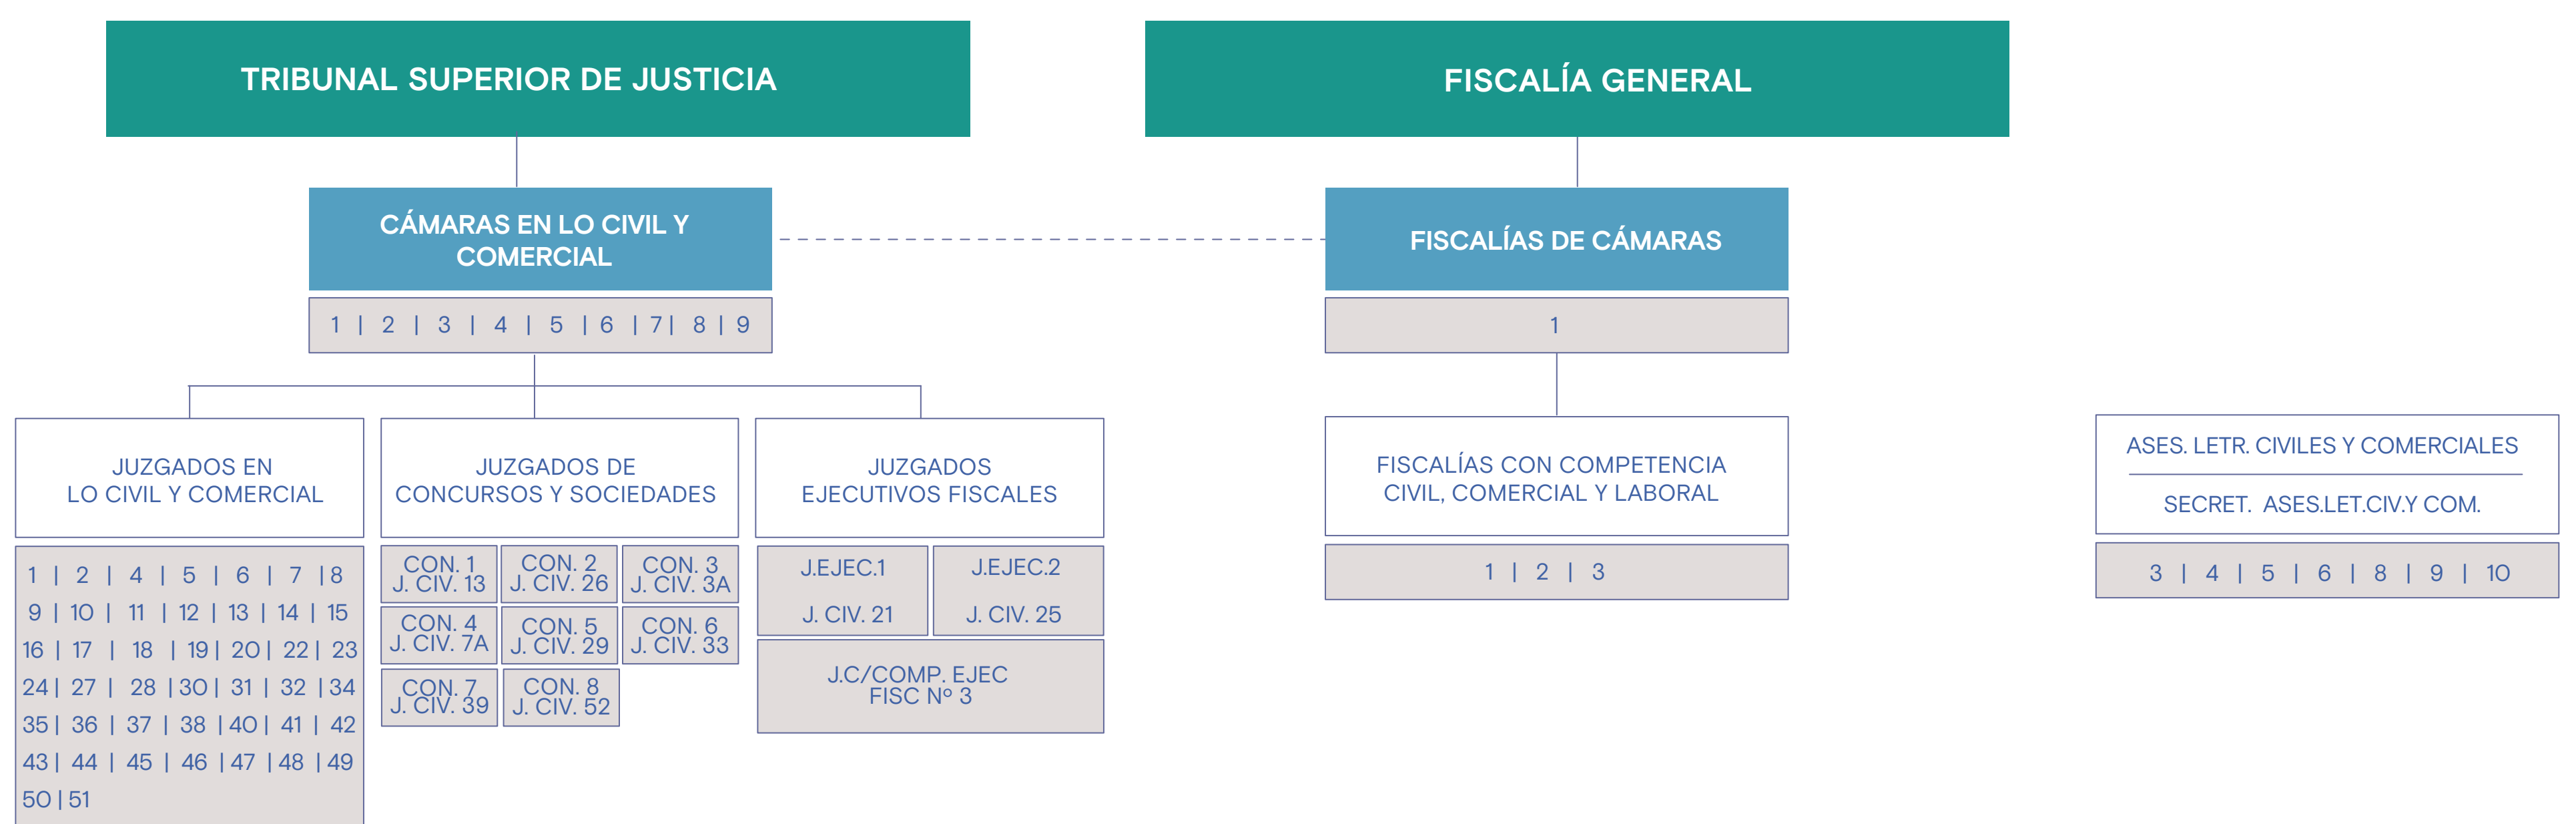 TRIBUNAL SUPERIOR DE JUSTICIA
FISCALÍA GENERAL
CÁMARAS EN LO CIVIL Y
COMERCIAL
FISCALÍAS DE CÁMARAS
1 | 2 | 3 | 4 | 5 | 6 | 7 | 8 | 9
1
JUZGADOS EN
LO CIVIL Y COMERCIAL
JUZGADOS DE
CONCURSOS Y SOCIEDADES
JUZGADOS
EJECUTIVOS FISCALES
FISCALÍAS CON COMPETENCIA
CIVIL, COMERCIAL Y LABORAL
ASES. LETR. CIVILES Y COMERCIALES
SECRET. ASES.LET.CIV.Y COM.
1 | 2 | 4 | 5 | 6 | 7 | 8
9 | 10 | 11 | 12 | 13 | 14 | 15
16 | 17 | 18 | 19 | 20 | 22 | 23
24 | 27 | 28 | 30 | 31 | 32 | 34
35 | 36 | 37 | 38 | 40 | 41 | 42
43 | 44 | 45 | 46 | 47 | 48 | 49
50 | 51
CON. 1
J. CIV. 13
CON. 2
J. CIV. 26
CON. 3
J. CIV. 3A
CON. 4
J. CIV. 7A
CON. 5
J. CIV. 29
CON. 6
J. CIV. 33
CON. 7
J. CIV. 39
CON. 8
J. CIV. 52
J.EJEC.1
J. CIV. 21
J.EJEC.2
J. CIV. 25
J.C/COMP. EJEC
FISC Nº 3
1 | 2 | 3
3 | 4 | 5 | 6 | 8 | 9 | 10